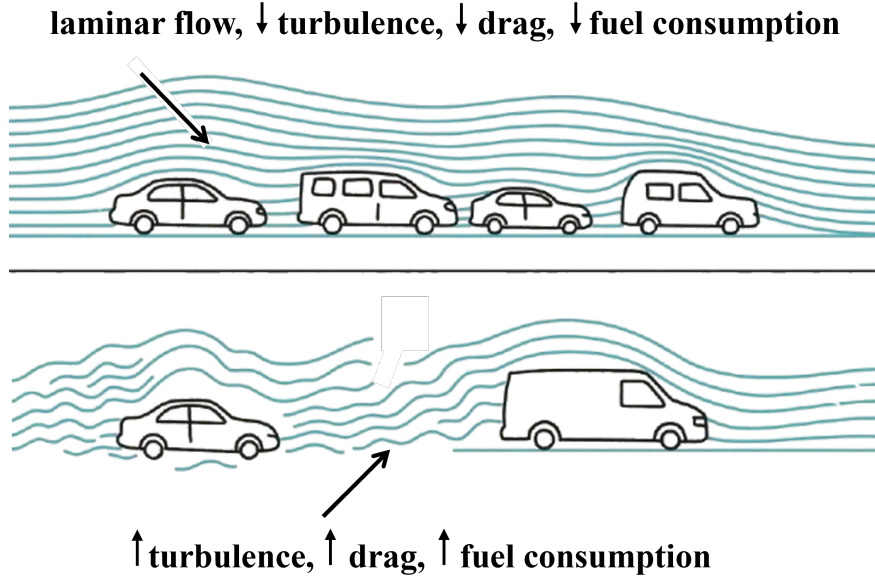 laminar flow, ↓ turbulence, ↓ drag, ↓ fuel consumption
↑ turbulence, ↑ drag, ↑ fuel consumption